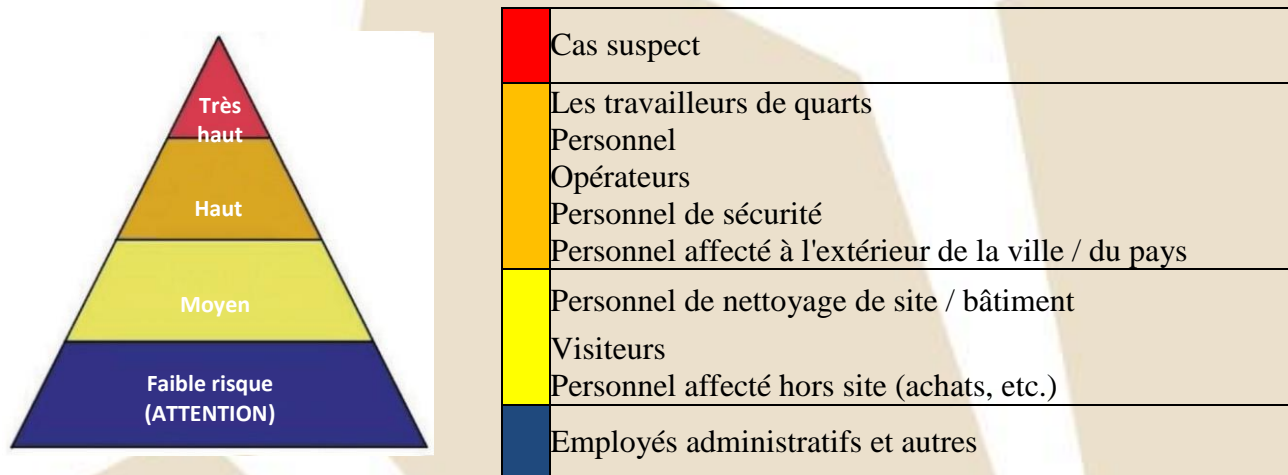 Très
haut
Haut
Moyen
Faible risque
(ATTENTION)
Cas suspect
Les travailleurs de quarts
Personnel
Opérateurs
Personnel de sécurité
Personnel affecté à l'extérieur de la ville / du pays
Personnel de nettoyage de site / bâtiment
Visiteurs
Personnel affecté hors site (achats, etc.)
Employés administratifs et autres